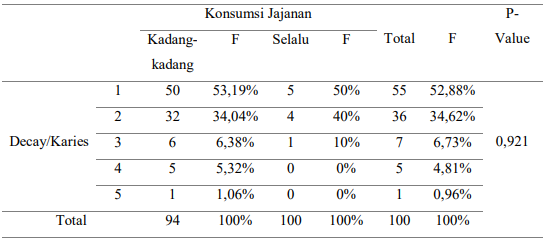 Konsumsi Jajanan P-
Kadang- F Selalu F Total F Value
kadang
1 50 53,19% 5 50% 55 52,88%
2 32 34,04% 4 40% 36 34,62%
Decay/Karies 3 6 6,38% 1 10% 7 6,73% 0,921
4 5 5,32% 0 0% 5 4,81%
5 1 1,06% 0 0% 1 0,96%
Total 94 100% 100 100% 100 100%